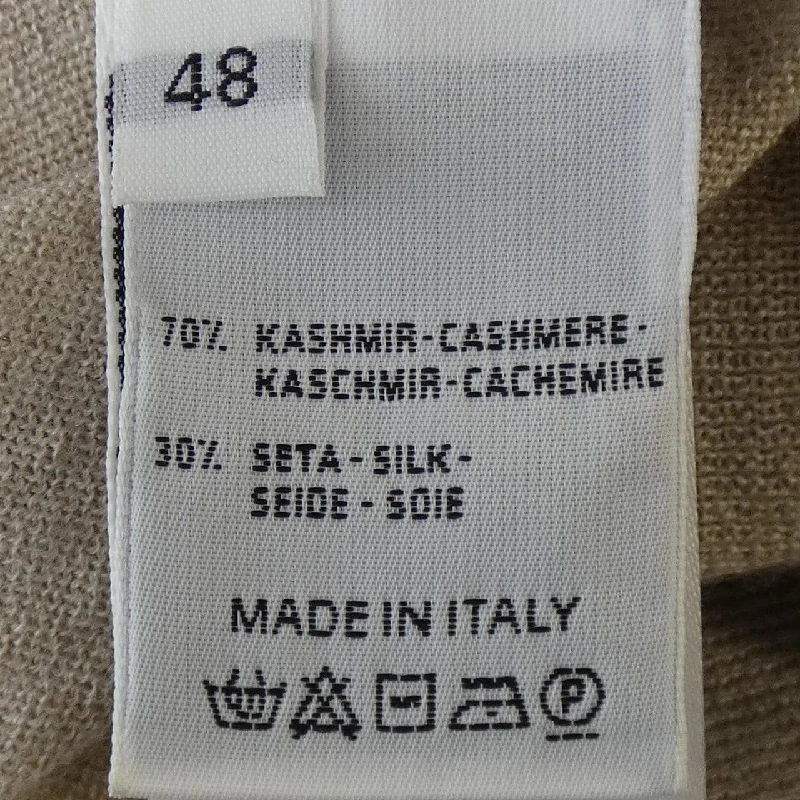 48
70% KASHMIR-CASHMERE-
KASCHMIR-CACHEMIRE
30% SETA-SILK-
SEIDE-SOIE
MADE IN ITALY
P